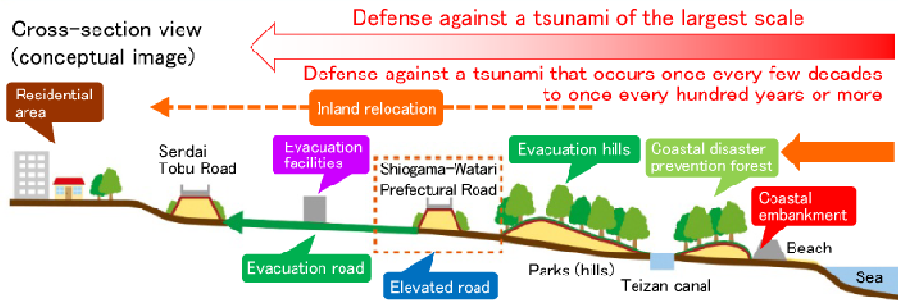 Cross-section view
(conceptual image)
Defense against a tsunami of the largest scale
Defense against a tsunami that occurs once every few decades
to once every hundred years or more
Residential
area
Inland relocation
Sendai
Tobu Road
Evacuation
facilities
Shiogama-Watari
Prefectural Road
Evacuation hills
Coastal disaster
prevention forest
Coastal
embankment
Beach
Sea
Evacuation road
Elevated road
Parks (hills)
Teizan canal